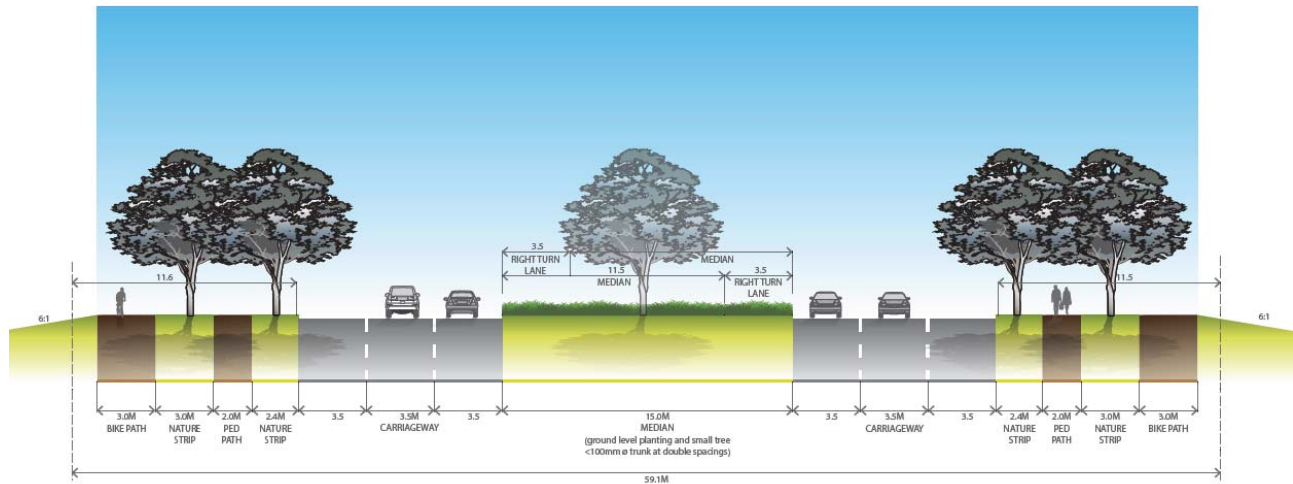 3.5
RIGHT TURN
LANE
MEDIAN
11.5
MEDIAN
3.5
RIGHT TURN
LANE
11.6
11.5
6:1
6:1
3.0M
BIKE PATH
3.0M
NATURE
STRIP
2.0M
PED
PATH
2.4M
NATURE
STRIP
3.5
3.5M
CARRIAGEWAY
3.5
15.0M
MEDIAN
(ground level planting and small tree
<100mm ø trunk at double spacings)
3.5
3.5M
CARRIAGEWAY
3.5
2.4M
NATURE
STRIP
2.0M
PED
PATH
3.0M
NATURE
STRIP
3.0M
BIKE PATH
59.1M